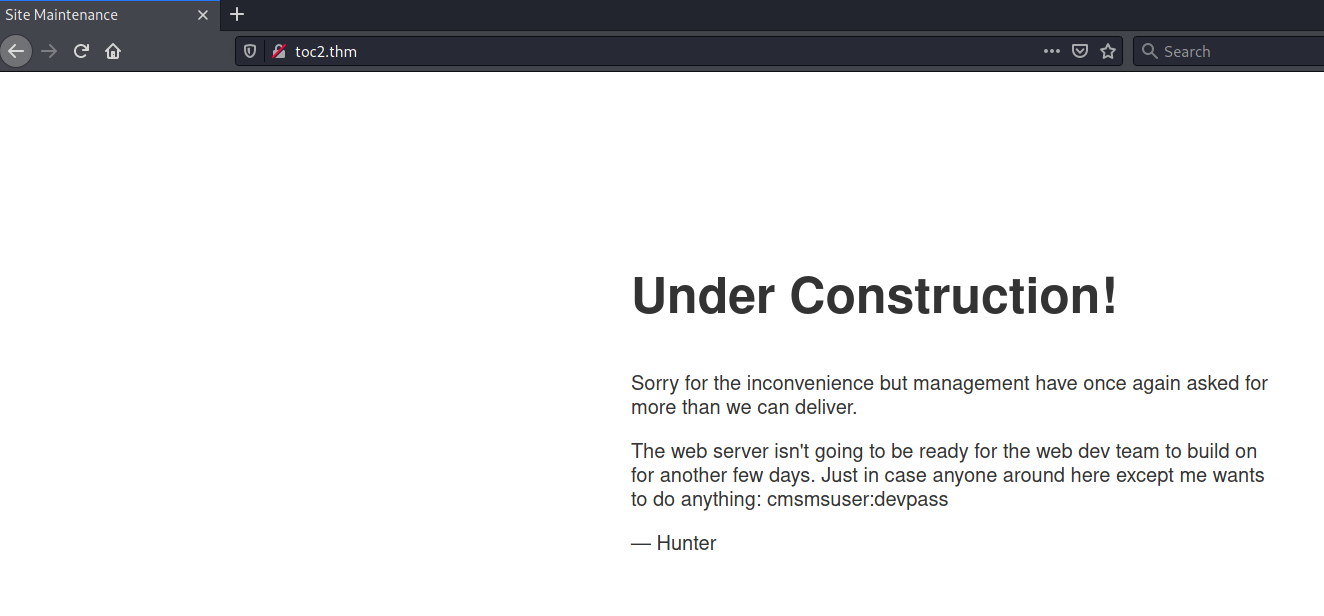 Site Maintenance
toc2.thm
Search
Under Construction!
Sorry for the inconvenience but management have once again asked for
more than we can deliver.
The web server isn't going to be ready for the web dev team to build on
for another few days. Just in case anyone around here except me wants
to do anything: cmsmsuser:devpass
— Hunter